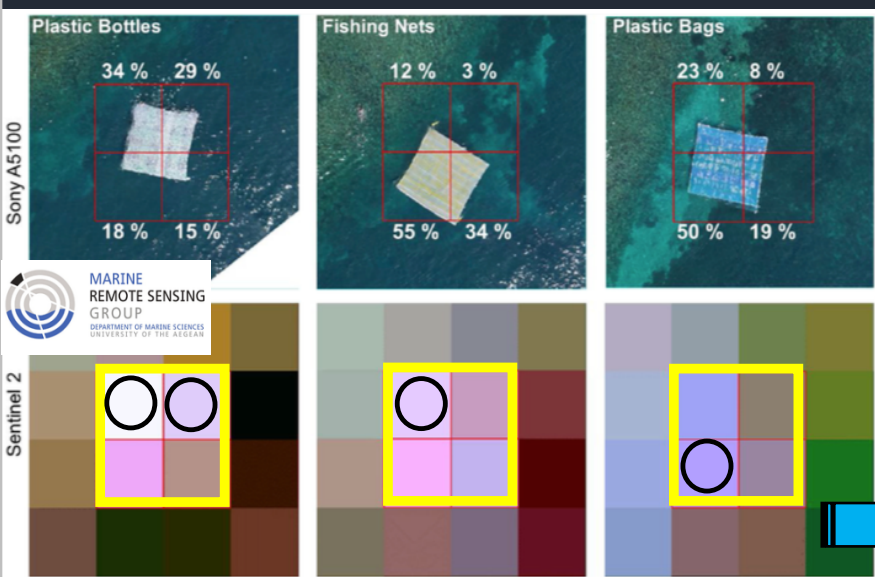 Plastic Bottles
Fishing Nets
Plastic Bags
34 % 29 %
12 % 3 %
23 % 8 %
Sony A5100
18 % 15 %
55 % 34 %
50 % 19 %
MARINE
REMOTE SENSING
GROUP
DEPARTMENT OF MARINE SCIENCES
UNIVERSITY OF THE AEGEAN
Sentinel 2